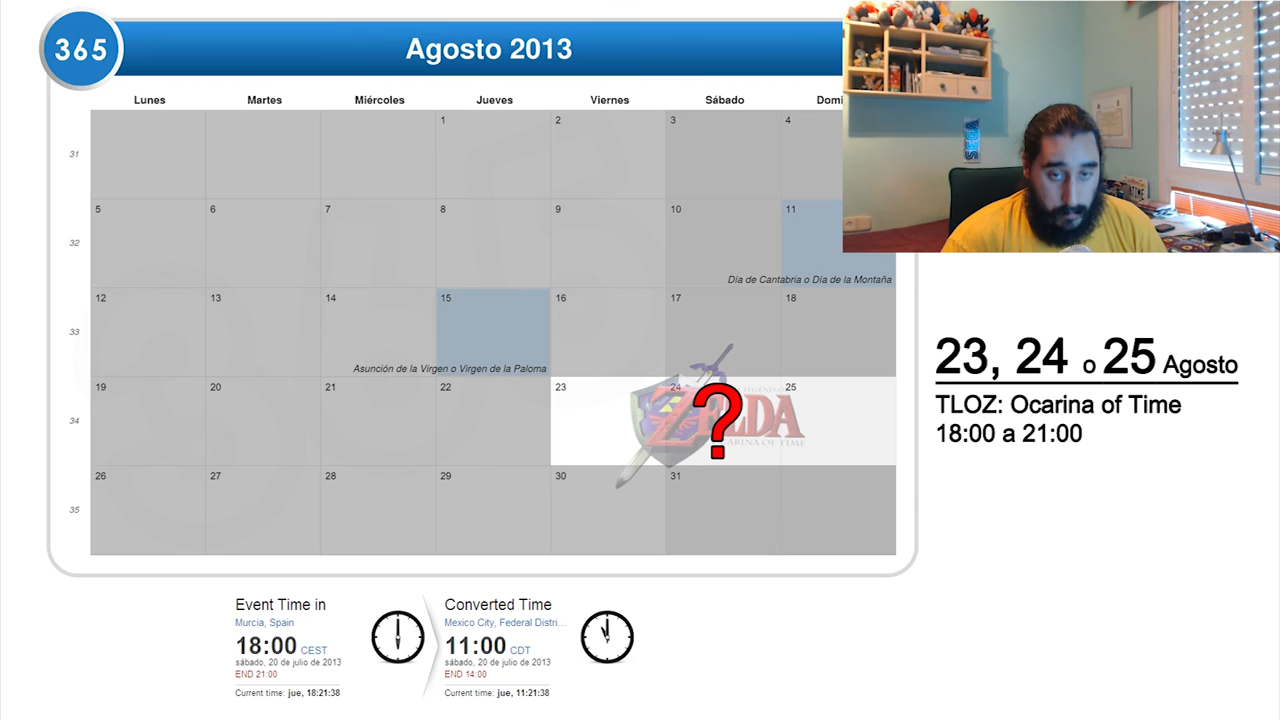 365
Agosto 2013
Lunes Martes Miércoles Jueves Viernes Sábado Domi
31 1 2 3 4
32 5 6 7 8 9 10 11
Día de Cantabria o Día de la Montaña
33 12 13 14 15 16 17 18
Asunción de la Virgen o Virgen de la Paloma
34 19 20 21 22 23 24 25
ZELDA
OCARINA OF TIME
?
35 26 27 28 29 30 31
SEGA
23, 24 o 25 Agosto
TLOZ: Ocarina of Time
18:00 a 21:00
Event Time in
Murcia, Spain
18:00 CEST
sábado, 20 de julio de 2013
END 21:00
Current time: jue, 18:21:38
Converted Time
Mexico City, Federal Distri...
11:00 CDT
sábado, 20 de julio de 2013
END 14:00
Current time: jue, 11:21:38